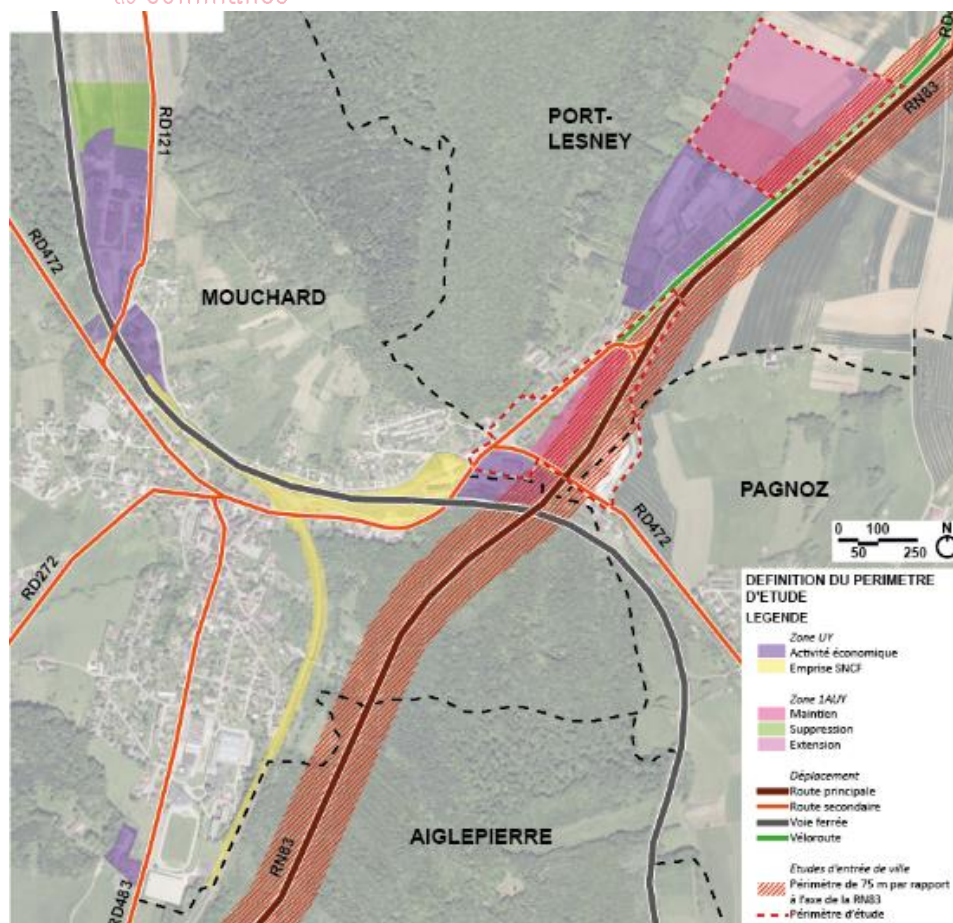 la commune
RD121
PORT-
LESNEY
RN83
RD472
MOUCHARD
PAGNOZ
RD472
RD272
AIGLEPIERRE
RN83
RD483
0 100
50 250
N
DEFINITION DU PERIMETRE
D'ETUDE
LEGENDE
Zone UY
Activité économique
Emprise SNCF
Zone 1AUY
Maintien
Suppression
Extension
Déplacement
Route principale
Route secondaire
Voie ferrée
Véloroute
Etudes d'entrée de ville
Périmètre de 75 m par rapport
à l'axe de la RN83
Périmètre d'étude